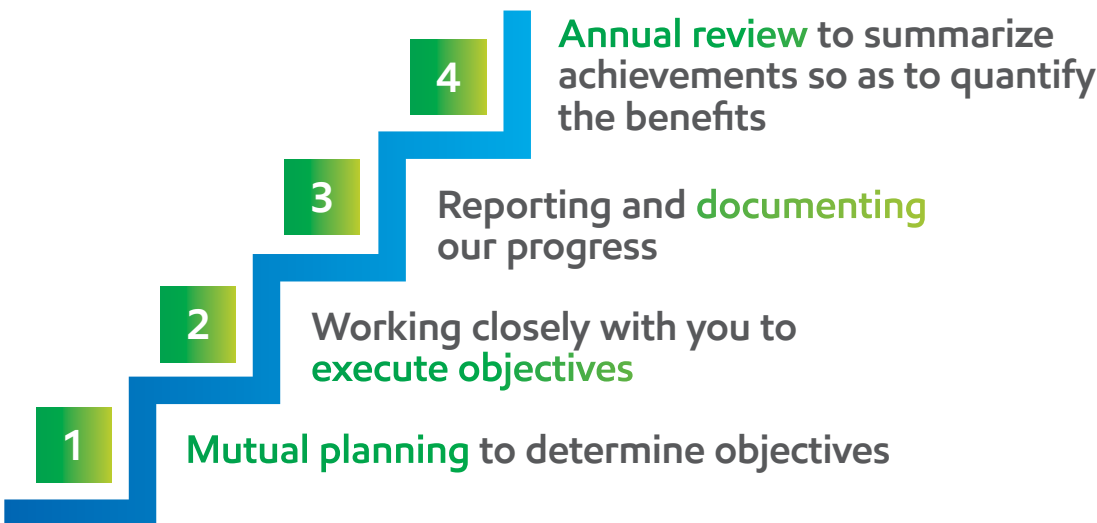 4
Annual review to summarize
achievements so as to quantify
the benefits
3
Reporting and documenting
our progress
2
Working closely with you to
execute objectives
1
Mutual planning to determine objectives